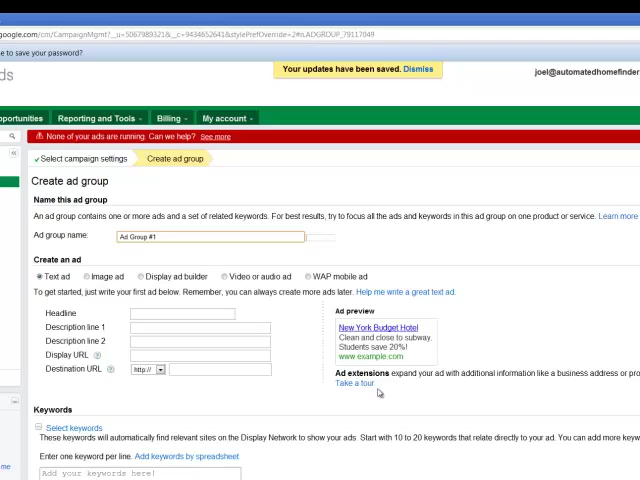 google.com/cm/CampaignMgmt?_u=5067989321&_c=9434652641&stylePrefOverride=2#n.ADGROUP_79117049
e to save your password?
ds
Your updates have been saved. Dismiss
joel@automatedhomefinder
pportunities Reporting and Tools Billing My account
None of your ads are running. Can we help? See more
Select campaign settings Create ad group
Create ad group
Name this ad group
An ad group contains one or more ads and a set of related keywords. For best results, try to focus all the ads and keywords in this ad group on one product or service. Learn more
Ad group name: Ad Group #1
Create an ad
Text ad Image ad Display ad builder Video or audio ad WAP mobile ad
To get started, just write your first ad below. Remember, you can always create more ads later. Help me write a great text ad.
Headline
Description line 1
Description line 2
Display URL ?
Destination URL ? http://
Ad preview
New York Budget Hotel
Clean and close to subway.
Students save 20%!
www.example.com
Ad extensions expand your ad with additional information like a business address or pro
Take a tour
Keywords
Select keywords
These keywords will automatically find relevant sites on the Display Network to show your ads. Start with 10 to 20 keywords that relate directly to your ad. You can add more keyw
Enter one keyword per line. Add keywords by spreadsheet
me
Add your keywords here!